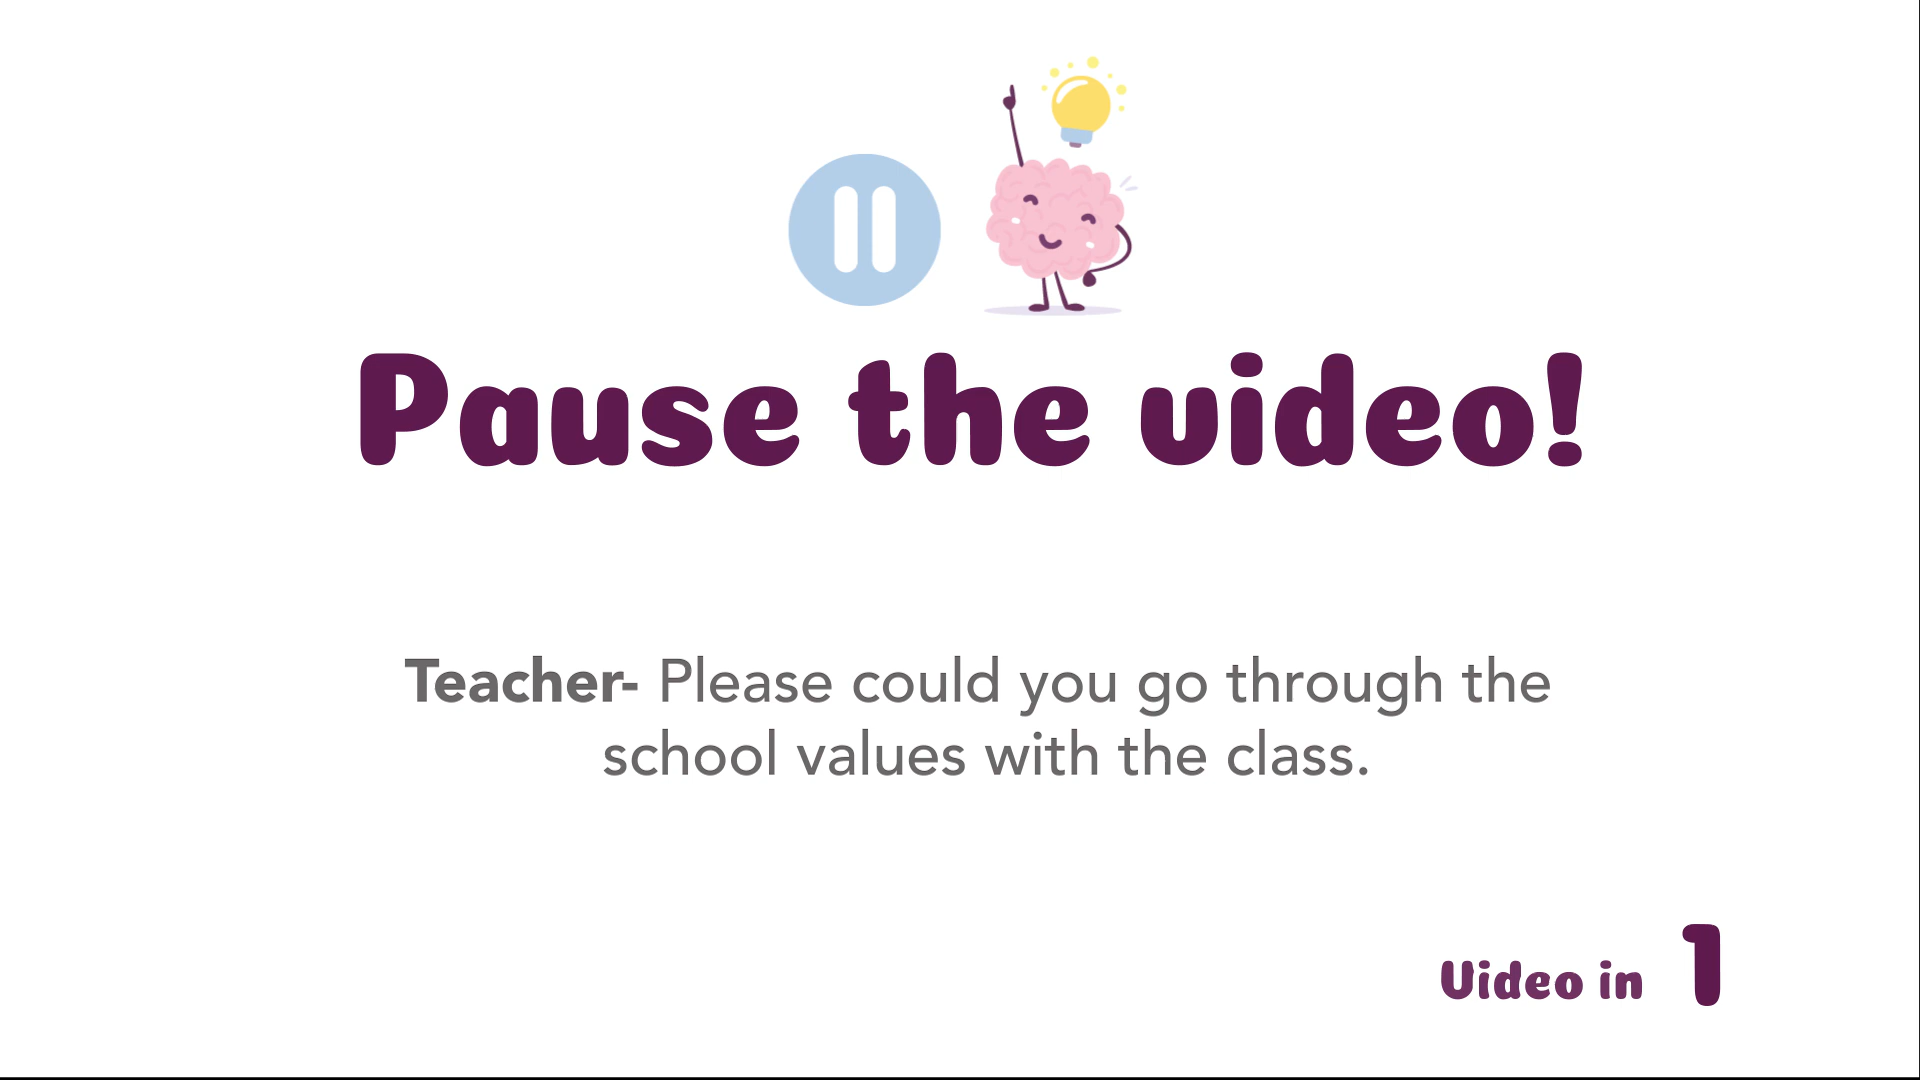 Pause the video!
Teacher- Please could you go through the
school values with the class.
Video in 1